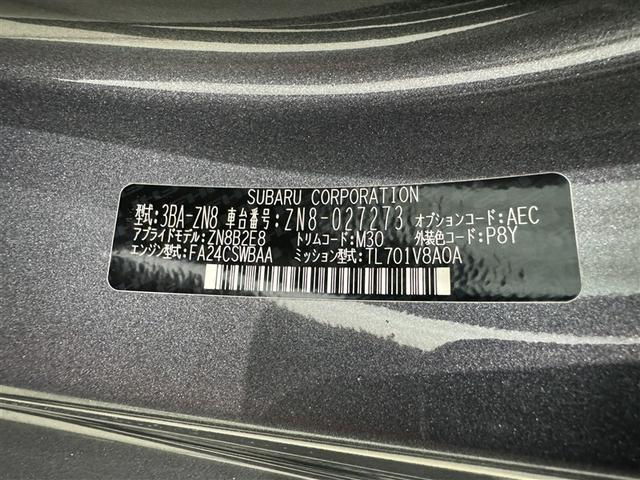 SUBARU CORPORATION
型式:3BA-ZN8 車台番号:ZN8-027273 オプションコード:AEC
アプライドモデル:ZN8B2E8 トリムコード:M30 外装色コード:P8Y
エンジン型式:FA24CSWBAA ミッション型式:TL701V8A0A